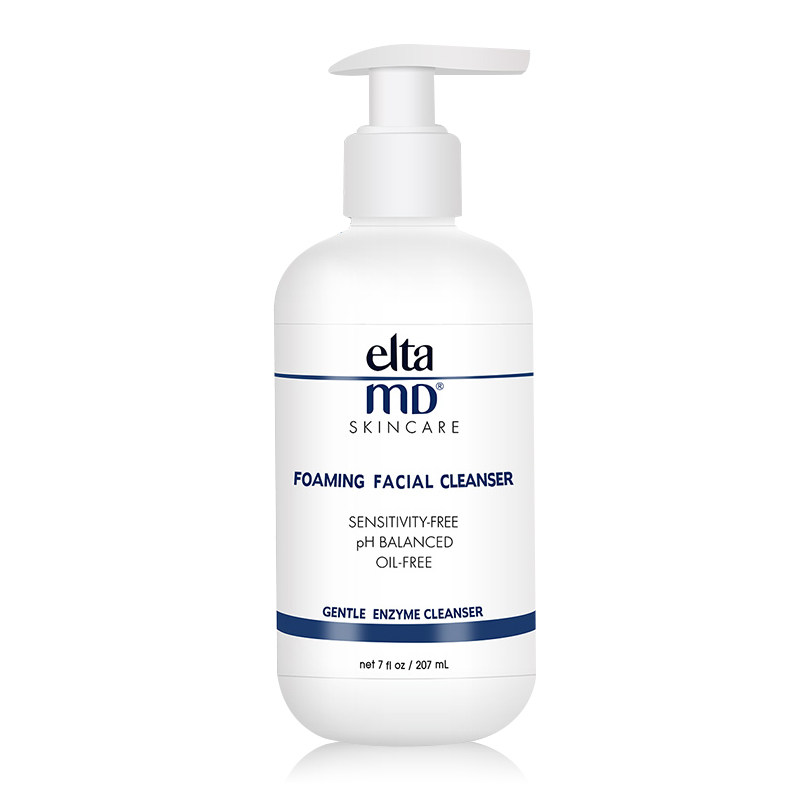 elta
MD®
SKINCARE
FOAMING FACIAL CLEANSER
SENSITIVITY-FREE
pH BALANCED
OIL-FREE
GENTLE ENZYME CLEANSER
net 7 fl oz / 207 mL